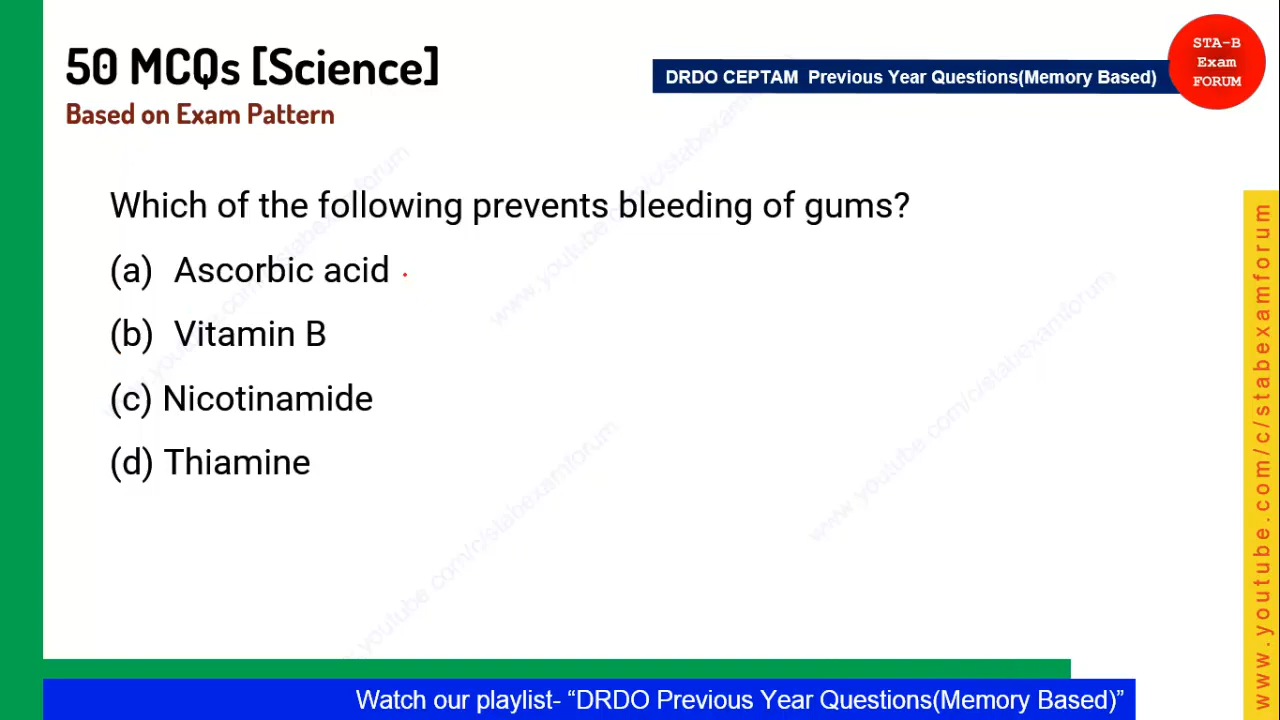 50 MCQs [Science]
Based on Exam Pattern
DRDO CEPTAM Previous Year Questions(Memory Based)
STA-B
Exam
FORUM
Which of the following prevents bleeding of gums?
(a) Ascorbic acid
(b) Vitamin B
(c) Nicotinamide
(d) Thiamine
www.youtube.com/c/stabexamforum
Watch our playlist- “DRDO Previous Year Questions(Memory Based)”